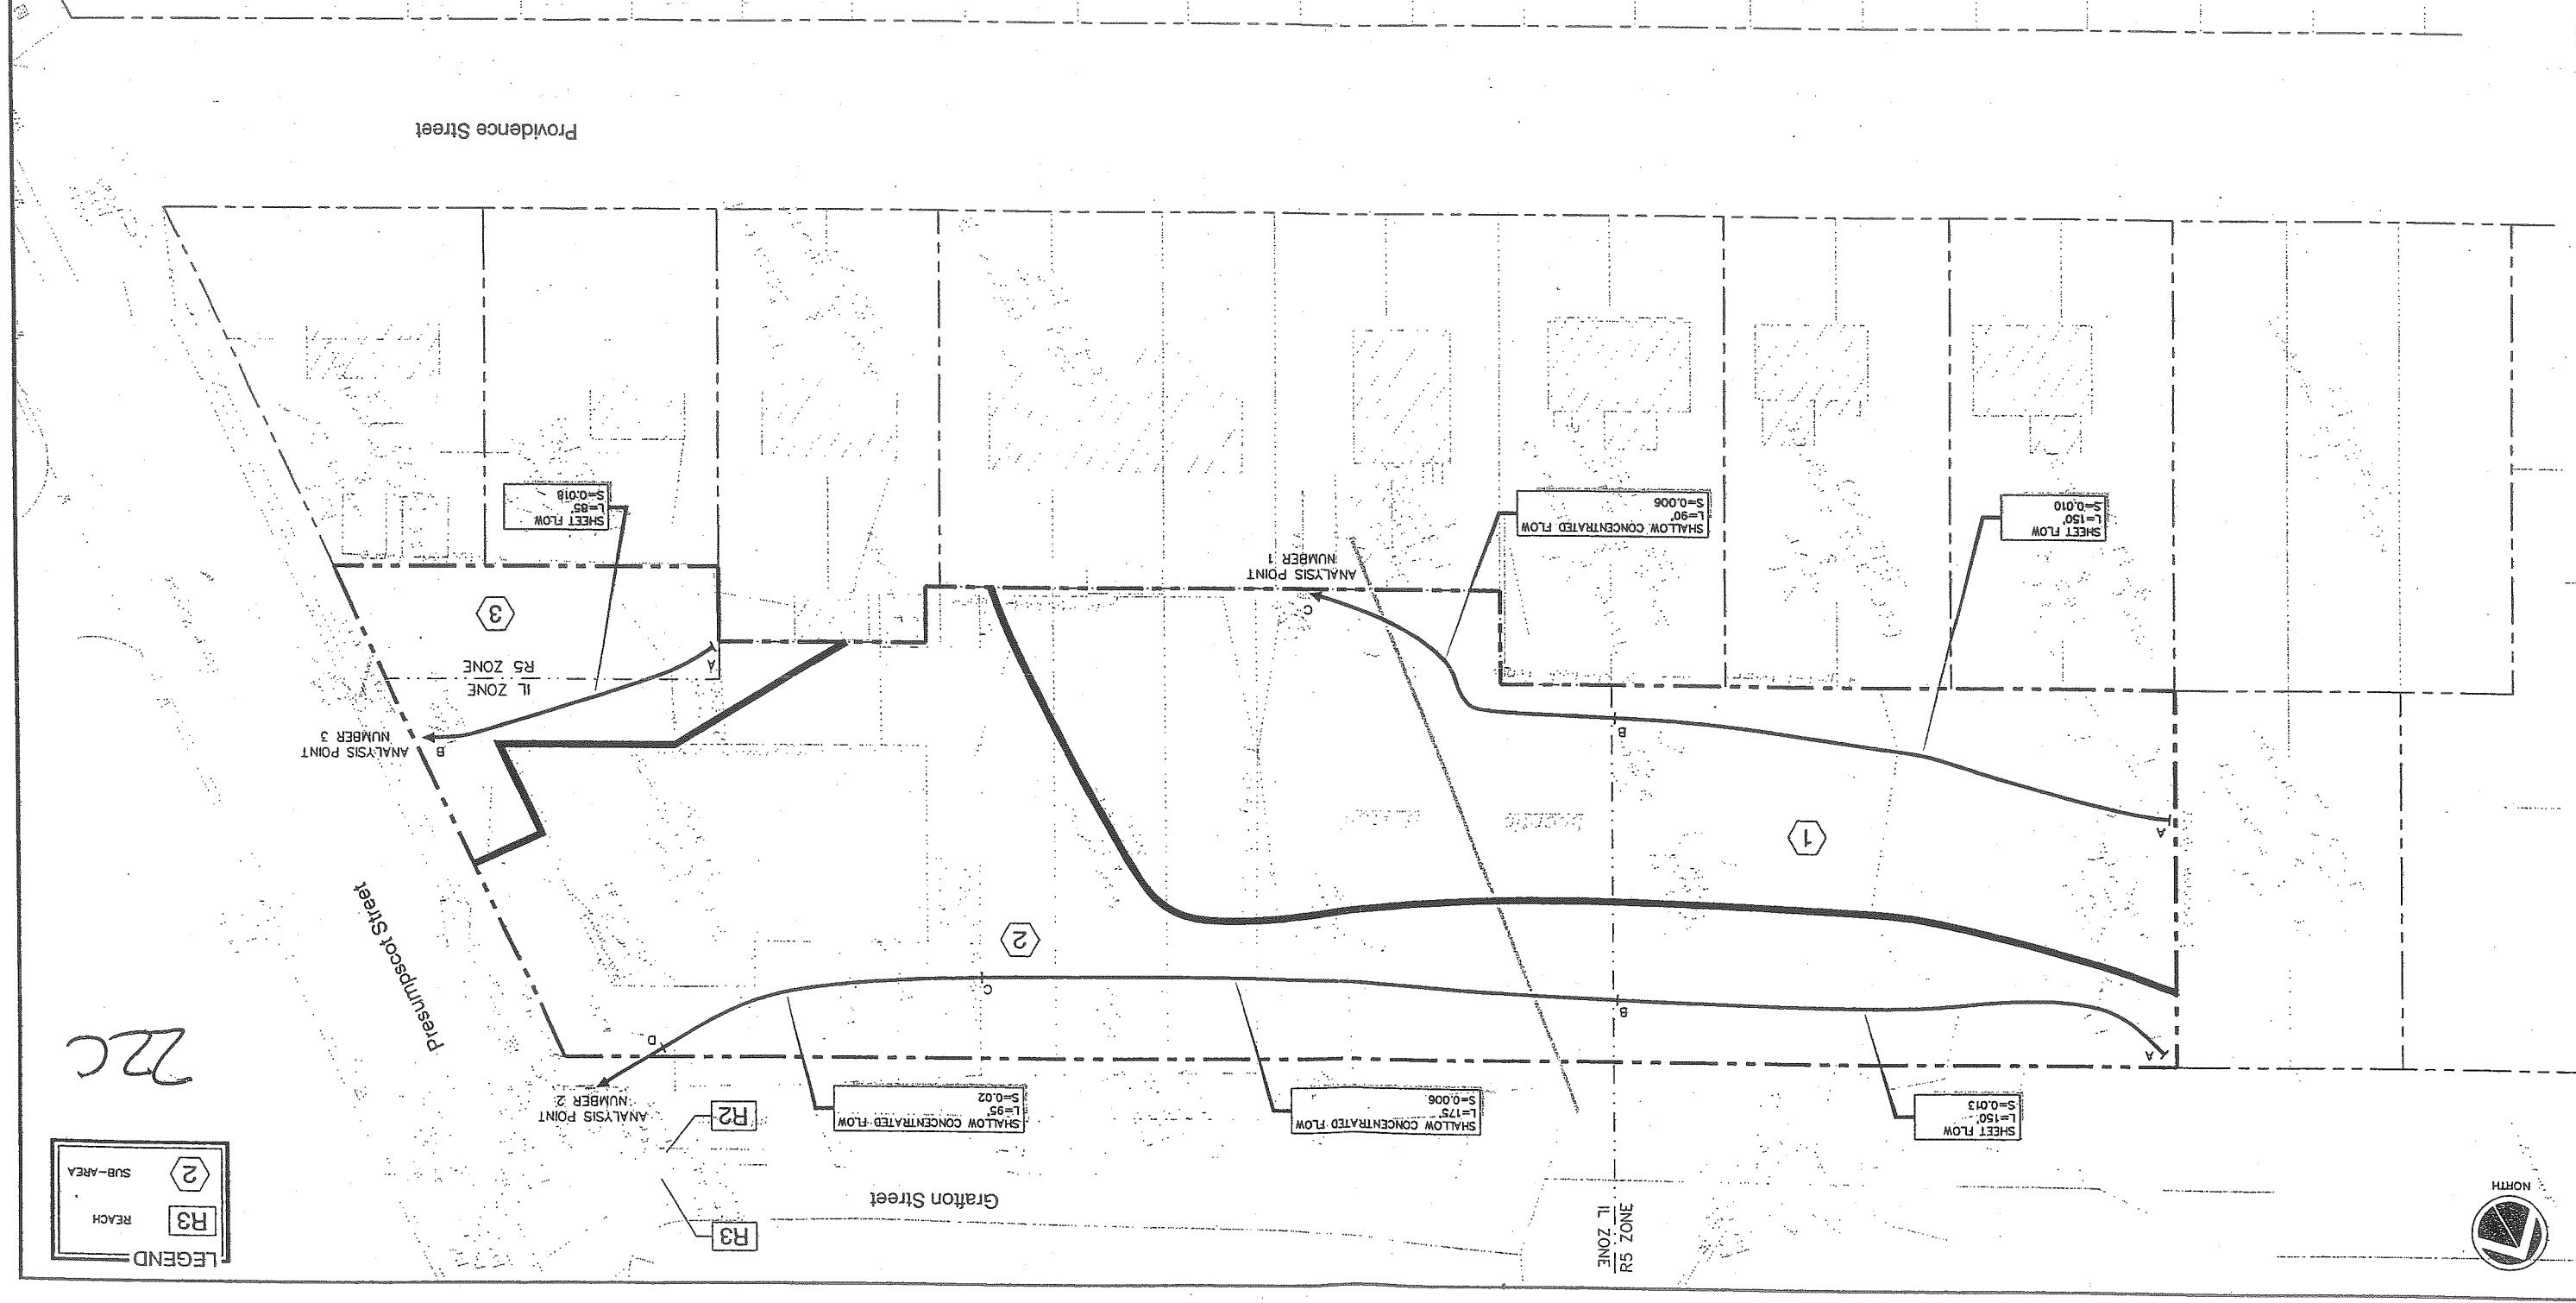 NORTH
R5 ZONE
IL ZONE
Grafton Street
R3
LEGEND
R3
REACH
2
SUB-AREA
SHEET FLOW
L=150'
S=0.013
SHALLOW CONCENTRATED FLOW
L=175'
S=0.006
SHALLOW CONCENTRATED FLOW
L=95'
S=0.02
R2
ANALYSIS POINT
NUMBER 2
22C
A
B
C
D
Presumpscot Street
2
1
A
B
C
SHEET FLOW
L=150'
S=0.010
SHALLOW CONCENTRATED FLOW
L=90'
S=0.006
ANALYSIS POINT
NUMBER 1
ANALYSIS POINT
NUMBER 3
B
A
IL ZONE
R5 ZONE
3
SHEET FLOW
L=85'
S=0.018
Providence Street